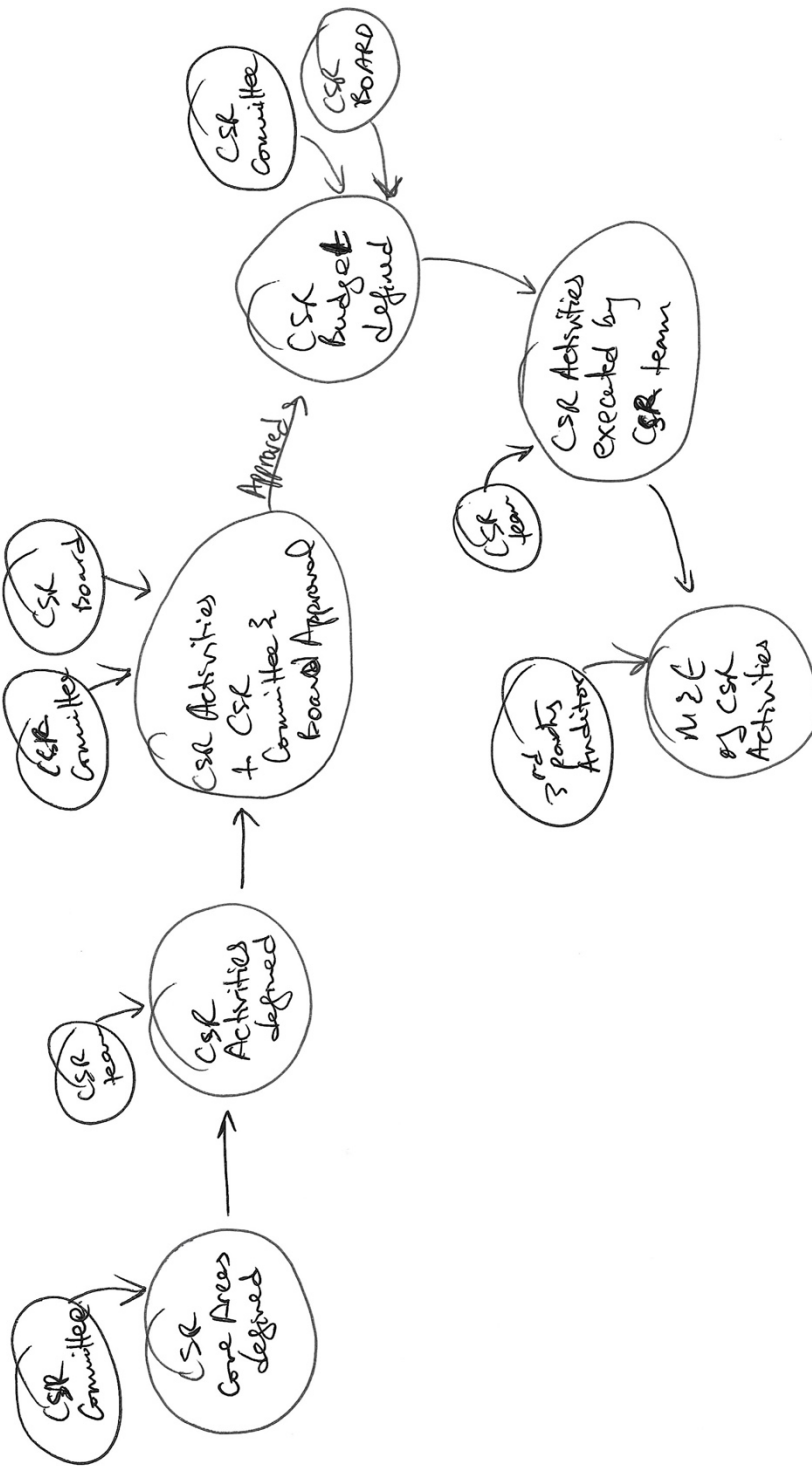 CSR
Committee
CSR
Core Areas
defined
CSR
team
CSR
Activities
defined
CSR
Committee
CSR
Board
CSR Activities
to CSR
Committee &
Board Approval
Approved
CSR
Committee
CSR
BOARD
CSR
Budget
defined
CSR
team
CSR Activities
executed by
CSR team
3rd
Party
Auditor
M & E
of CSR
Activities